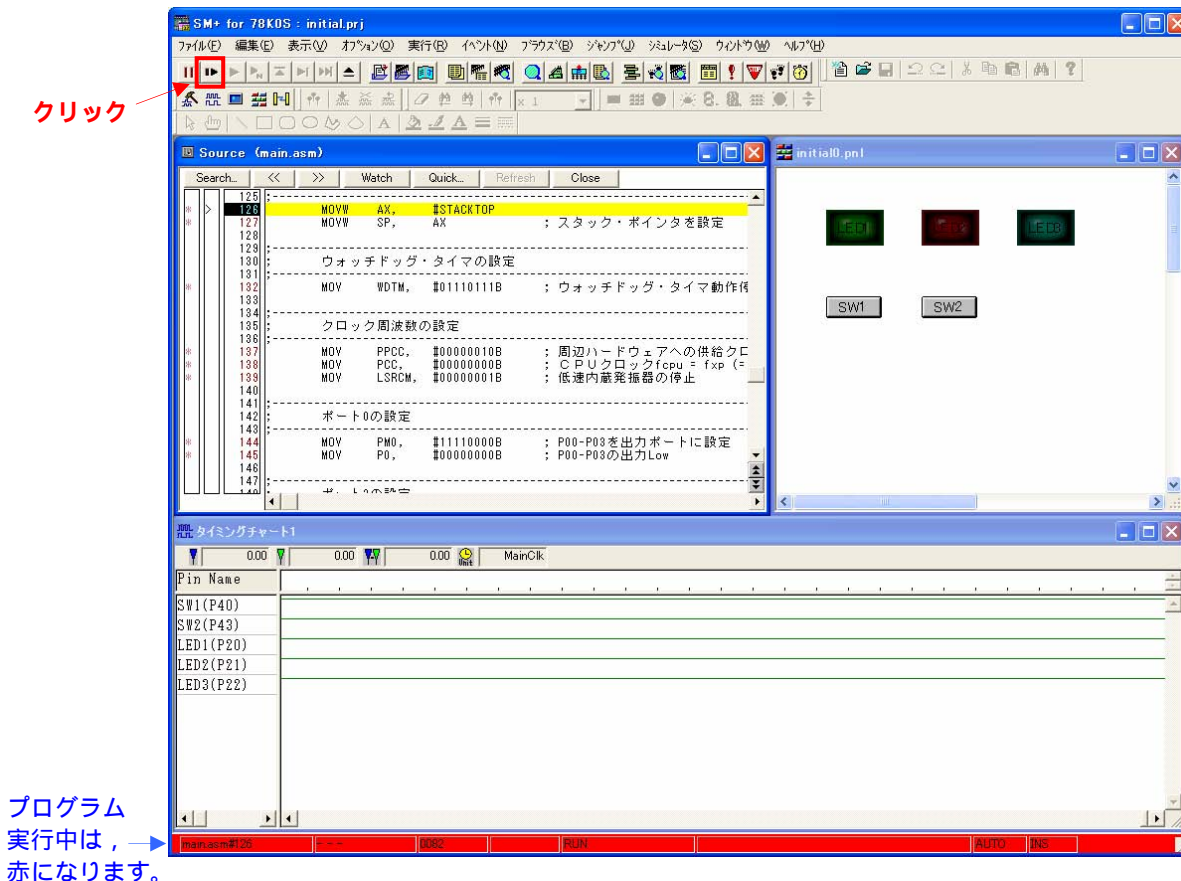 SM+ for 78K0S : initial.prj
ファイル(F) 編集(E) 表示(V) オプション(O) 実行(R) イベント(N) ブラウズ(B) ジャンプ(J) シミュレータ(S) ウィンドウ(W) ヘルプ(H)
クリック
x 1
Source (main.asm)
Search... << >> Watch Quick... Refresh Close
125 ;
126 MOVW AX, #STACKTOP
127 MOVW SP, AX ; スタック・ポインタを設定
128
129 ;
130 ; ウォッチドッグ・タイマの設定
131 ;
132 MOV WDTM, #01110111B ; ウォッチドッグ・タイマ動作停
133
134 ;
135 ; クロック周波数の設定
136 ;
137 MOV PPCC, #00000010B ; 周辺ハードウェアへの供給クロ
138 MOV PCC, #00000000B ; CPUクロックfcpu = fxp (=
139 MOV LSRCM, #00000001B ; 低速内蔵発振器の停止
140
141 ;
142 ; ポート0の設定
143 ;
144 MOV PM0, #11110000B ; P00-P03を出力ポートに設定
145 MOV P0, #00000000B ; P00-P03の出力Low
146
147 ;
initial0.pnl
LED1 LED2 LED3
SW1 SW2
タイミングチャート1
0.00 0.00 0.00 MainClk
Pin Name
SW1(P40)
SW2(P43)
LED1(P20)
LED2(P21)
LED3(P22)
プログラム
実行中は，
赤になります。
main.asm#126 --- 0082 RUN AUTO INS